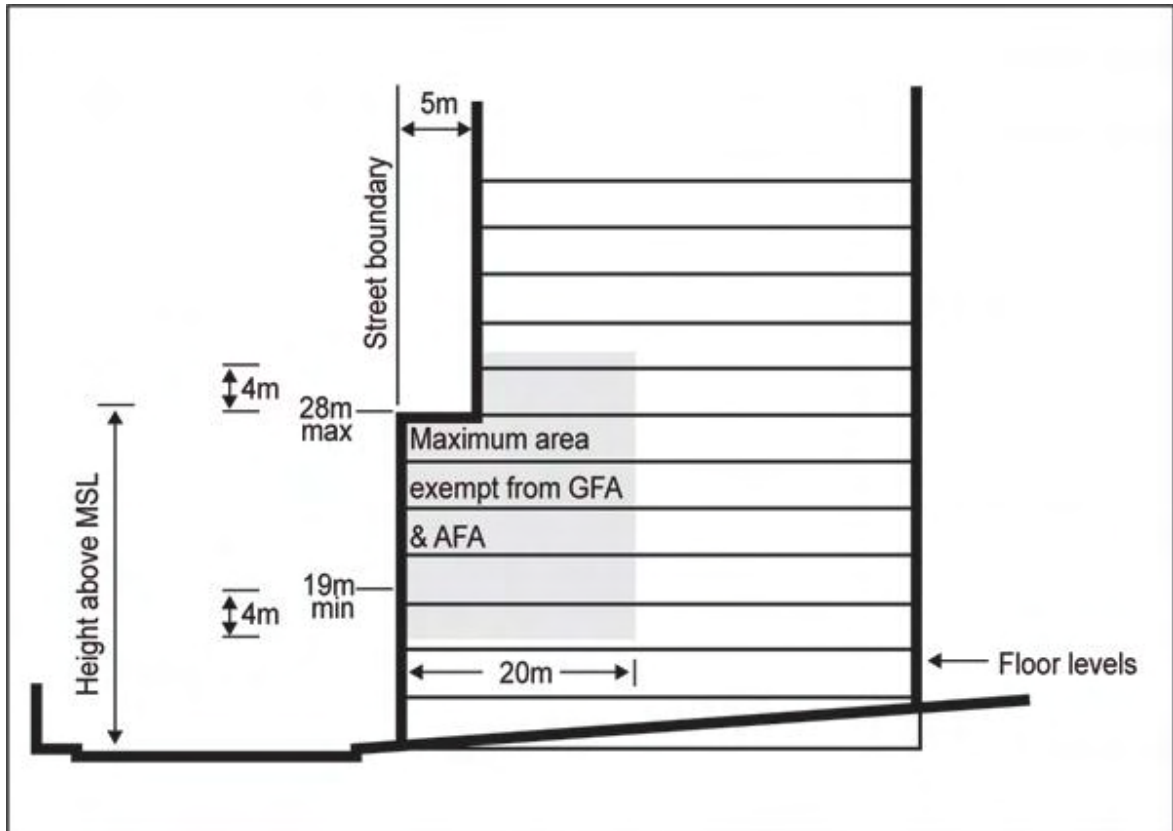 5m
Street boundary
4m
28m
max
Maximum area
exempt from GFA
& AFA
Height above MSL
19m
min
4m
20m
Floor levels